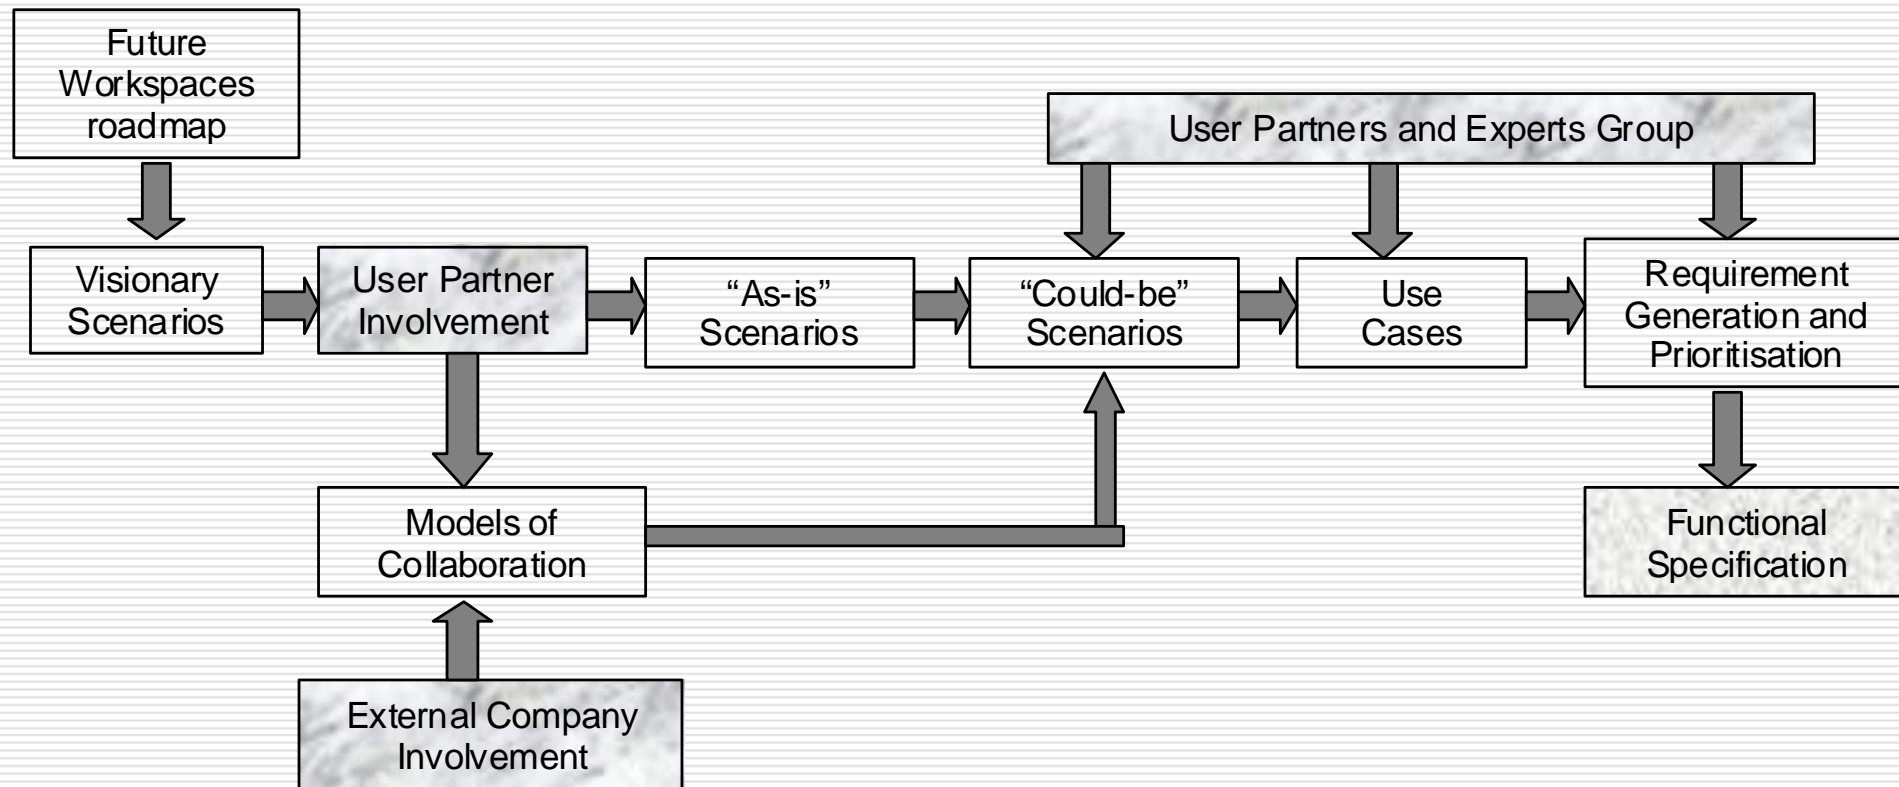 Future
Workspaces
roadmap
User Partners and Experts Group
Visionary
Scenarios
User Partner
Involvement
“As-is”
Scenarios
“Could-be”
Scenarios
Use
Cases
Requirement
Generation and
Prioritisation
Models of
Collaboration
Functional
Specification
External Company
Involvement